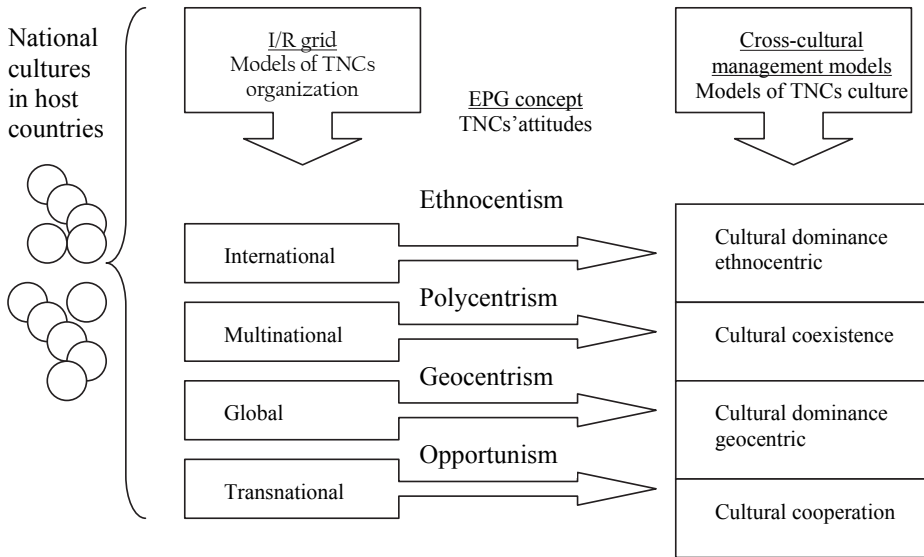 National
cultures
in host
countries
I/R grid
Models of TNCs
organization
EPG concept
TNCs’attitudes
Cross-cultural
management models
Models of TNCs culture
Ethnocentism
International
Cultural dominance
ethnocentric
Polycentrism
Multinational
Cultural coexistence
Geocentrism
Global
Cultural dominance
geocentric
Opportunism
Transnational
Cultural cooperation